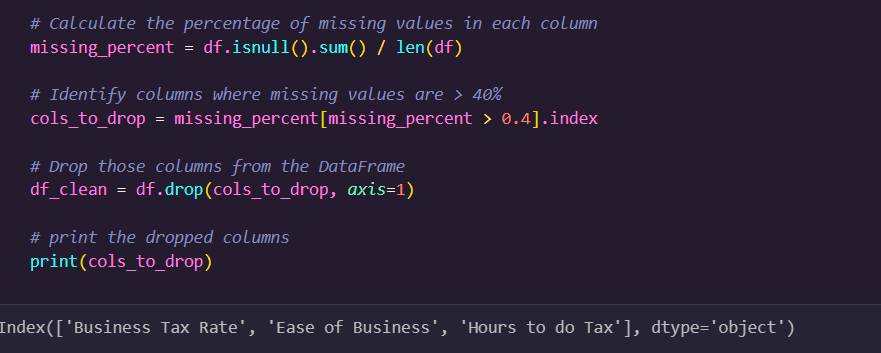 # Calculate the percentage of missing values in each column
missing_percent = df.isnull().sum() / len(df)
# Identify columns where missing values are > 40%
cols_to_drop = missing_percent[missing_percent > 0.4].index
# Drop those columns from the DataFrame
df_clean = df.drop(cols_to_drop, axis=1)
# print the dropped columns
print(cols_to_drop)
Index(['Business Tax Rate', 'Ease of Business', 'Hours to do Tax'], dtype='object')